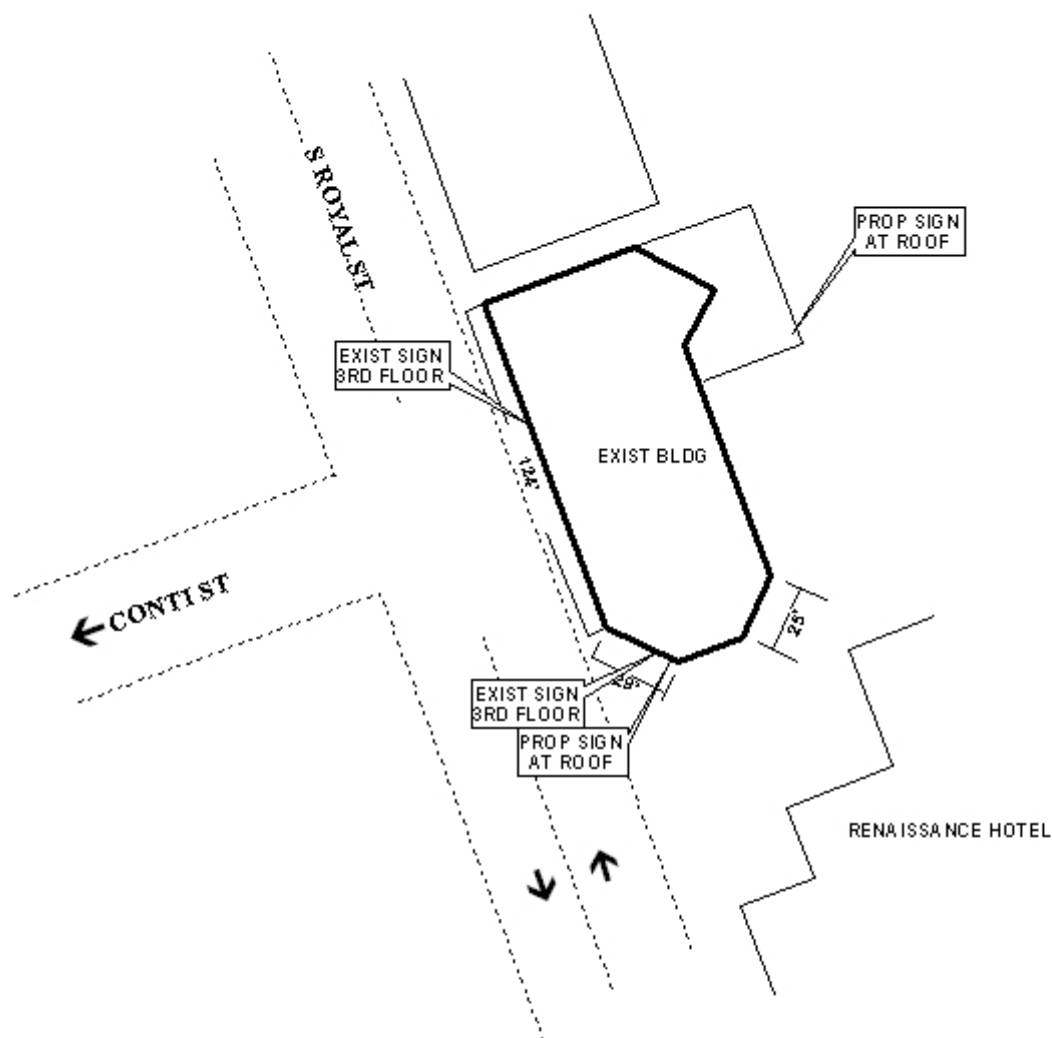 S ROYAL ST
PROP SIGN
AT ROOF
EXIST SIGN
3RD FLOOR
EXIST BLDG
124'
CONTI ST
25'
29'
EXIST SIGN
3RD FLOOR
PROP SIGN
AT ROOF
RENAISSANCE HOTEL